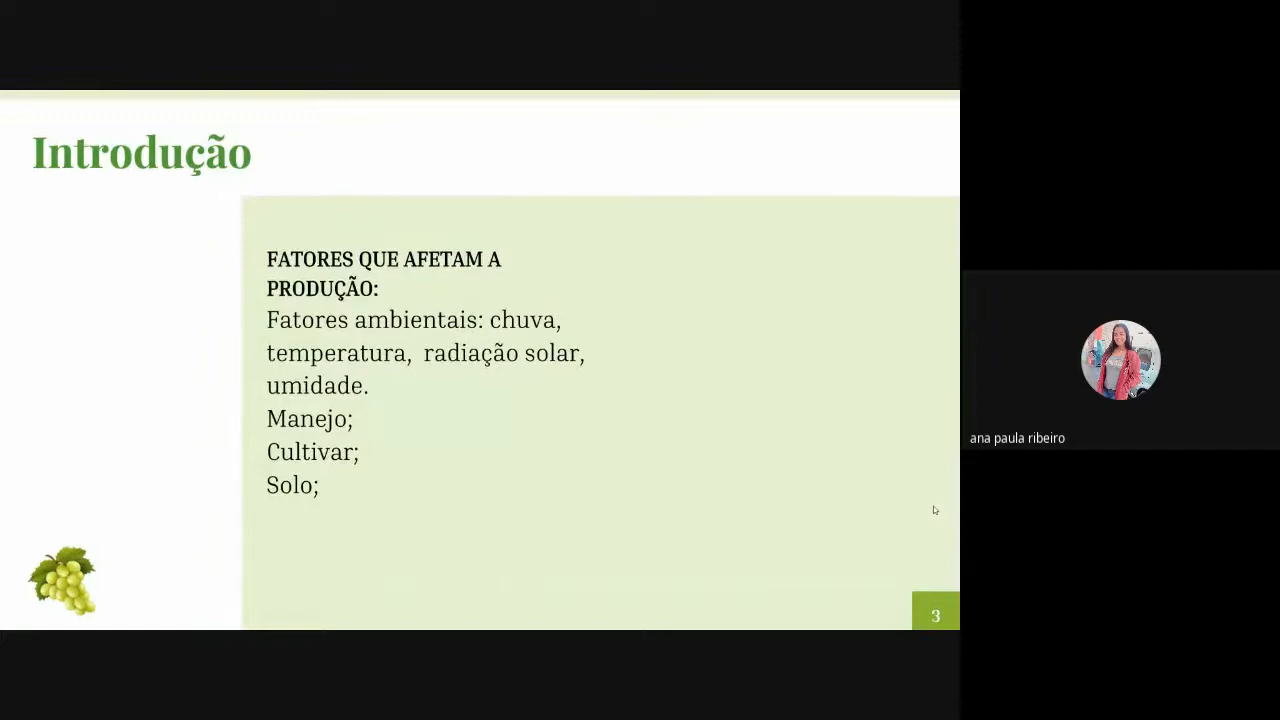 Introdução
FATORES QUE AFETAM A
PRODUÇÃO:
Fatores ambientais: chuva,
temperatura,  radiação solar,
umidade.
Manejo;
Cultivar;
Solo;
3
ana paula ribeiro